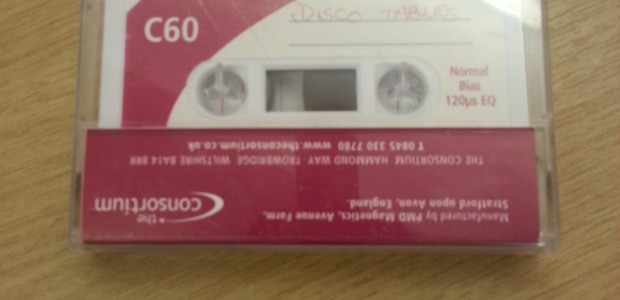 DISCO TABLES
C60
Normal
Bias
120µs EQ
Manufactured by PMD Magnetics, Avenue Farm,
Stratford upon Avon, England.
the
consortium
THE CONSORTIUM HAMMOND WAY TROWBRIDGE WILTSHIRE BA14 8RR
T 0845 330 7780 www.theconsortium.co.uk